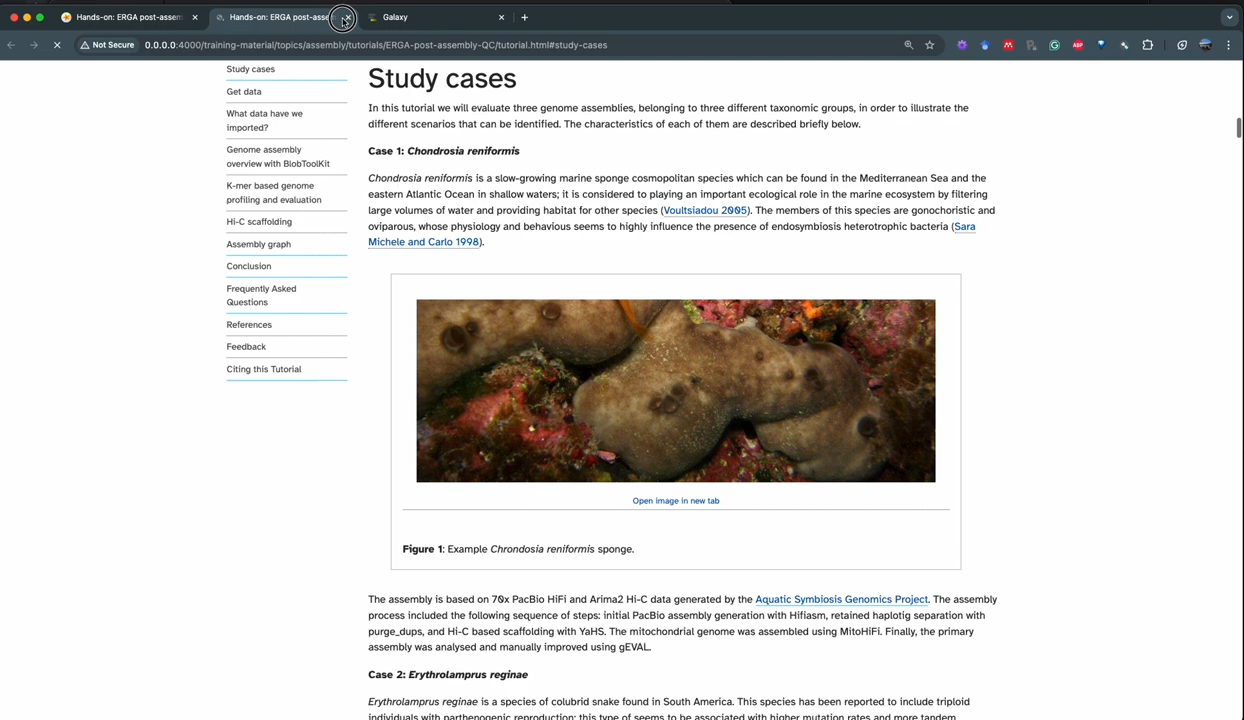 Hands-on: ERGA post-assem
Hands-on: ERGA post-asse
Galaxy
Not Secure
0.0.0.0:4000/training-material/topics/assembly/tutorials/ERGA-post-assembly-QC/tutorial.html#study-cases
Study cases
Get data
What data have we
imported?
Genome assembly
overview with BlobToolKit
K-mer based genome
profiling and evaluation
Hi-C scaffolding
Assembly graph
Conclusion
Frequently Asked
Questions
References
Feedback
Citing this Tutorial
Study cases
In this tutorial we will evaluate three genome assemblies, belonging to three different taxonomic groups, in order to illustrate the
different scenarios that can be identified. The characteristics of each of them are described briefly below.
Case 1: Chondrosia reniformis
Chondrosia reniformis is a slow-growing marine sponge cosmopolitan species which can be found in the Mediterranean Sea and the
eastern Atlantic Ocean in shallow waters; it is considered to playing an important ecological role in the marine ecosystem by filtering
large volumes of water and providing habitat for other species (Voultsiadou 2005). The members of this species are gonochoristic and
oviparous, whose physiology and behavious seems to highly influence the presence of endosymbiosis heterotrophic bacteria (Sara
Michele and Carlo 1998).
Open image in new tab
Figure 1: Example Chrondosia reniformis sponge.
The assembly is based on 70x PacBio HiFi and Arima2 Hi-C data generated by the Aquatic Symbiosis Genomics Project. The assembly
process included the following sequence of steps: initial PacBio assembly generation with Hifiasm, retained haplotig separation with
purge_dups, and Hi-C based scaffolding with YaHS. The mitochondrial genome was assembled using MitoHiFi. Finally, the primary
assembly was analysed and manually improved using gEVAL.
Case 2: Erythrolamprus reginae
Erythrolamprus reginae is a species of colubrid snake found in South America. This species has been reported to include triploid
individuals with parthenogenic reproduction; this type of seems to be associated with higher mutation rates and more tandem